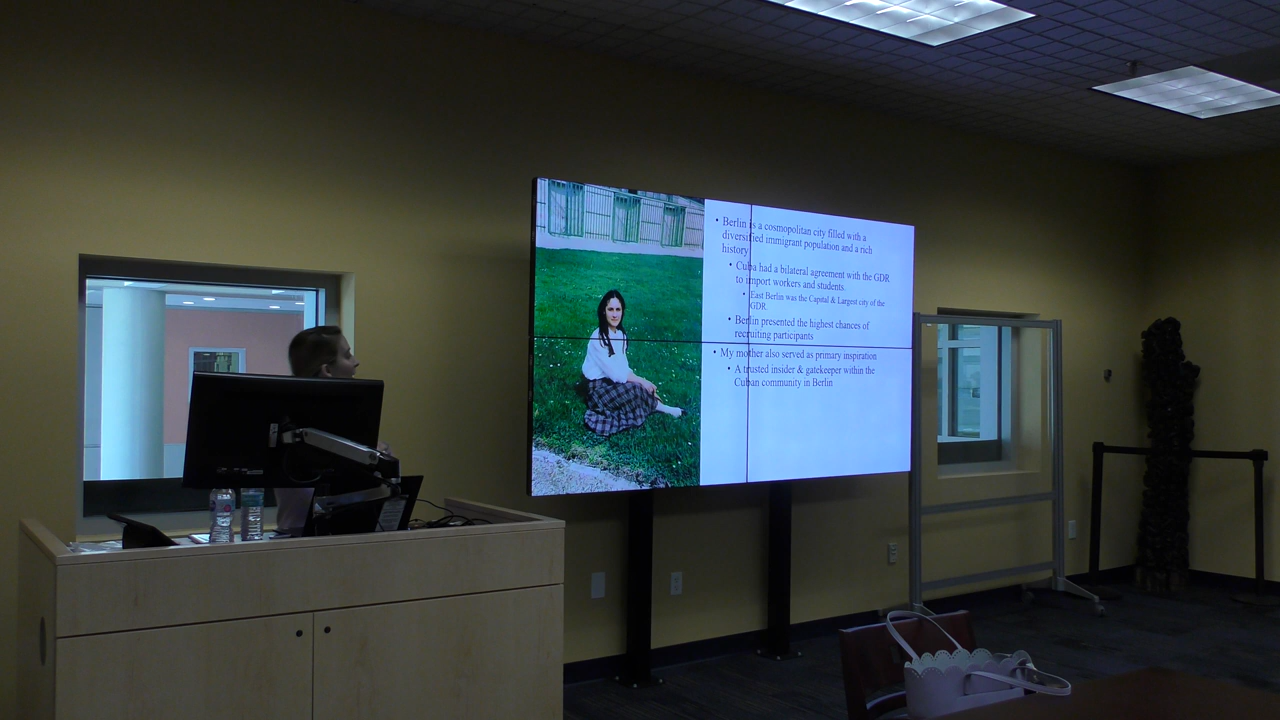 • Berlin is a cosmopolitan city filled with a
diversified immigrant population and a rich
history
• Cuba had a bilateral agreement with the GDR
to import workers and students.
• East Berlin was the Capital & Largest city of the
GDR.
• Berlin presented the highest chances of
recruiting participants
• My mother also served as primary inspiration
• A trusted insider & gatekeeper within the
Cuban community in Berlin